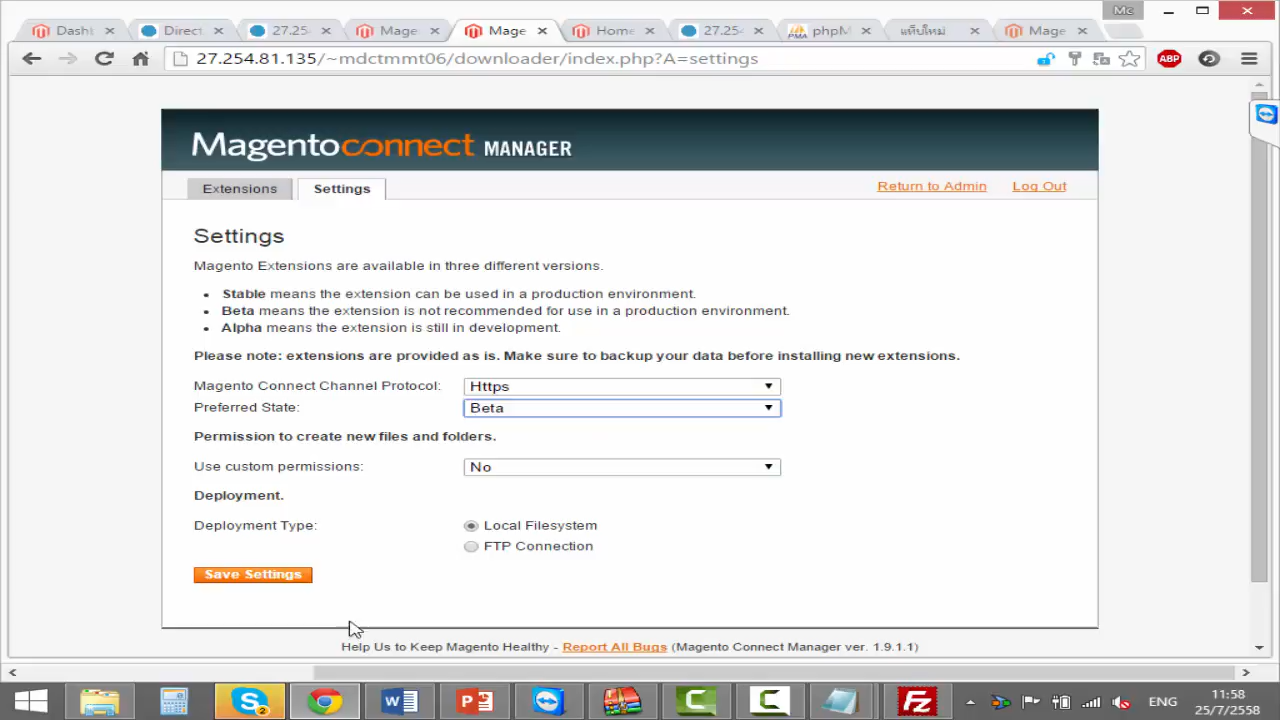 Mc
Dashl
Direct
27.25
Mage
Mage
Home
27.254
phpM
แท็บใหม่
Mage
27.254.81.135/~mdctmmt06/downloader/index.php?A=settings
ABP
Magentoconnect MANAGER
Extensions
Settings
Return to Admin
Log Out
Settings
Magento Extensions are available in three different versions.
• Stable means the extension can be used in a production environment.
• Beta means the extension is not recommended for use in a production environment.
• Alpha means the extension is still in development.
Please note: extensions are provided as is. Make sure to backup your data before installing new extensions.
Magento Connect Channel Protocol: Https
Preferred State: Beta
Permission to create new files and folders.
Use custom permissions: No
Deployment.
Deployment Type: Local Filesystem
FTP Connection
Save Settings
Help Us to Keep Magento Healthy - Report All Bugs (Magento Connect Manager ver. 1.9.1.1)
ENG
11:58
25/7/2558